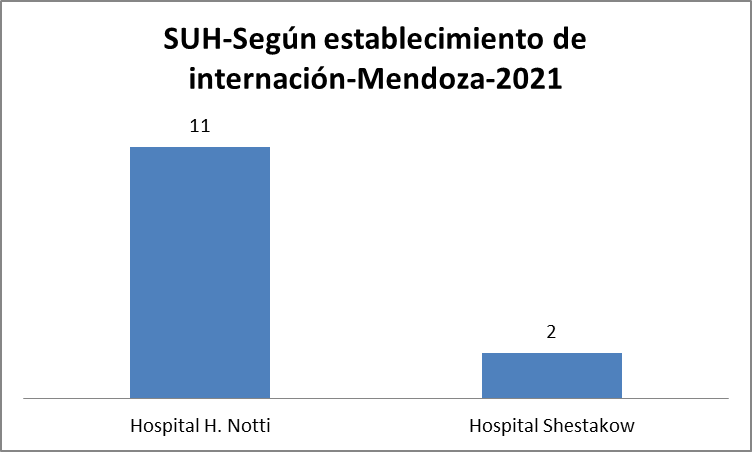 SUH-Según establecimiento de
internación-Mendoza-2021
11
2
Hospital H. Notti
Hospital Shestakow